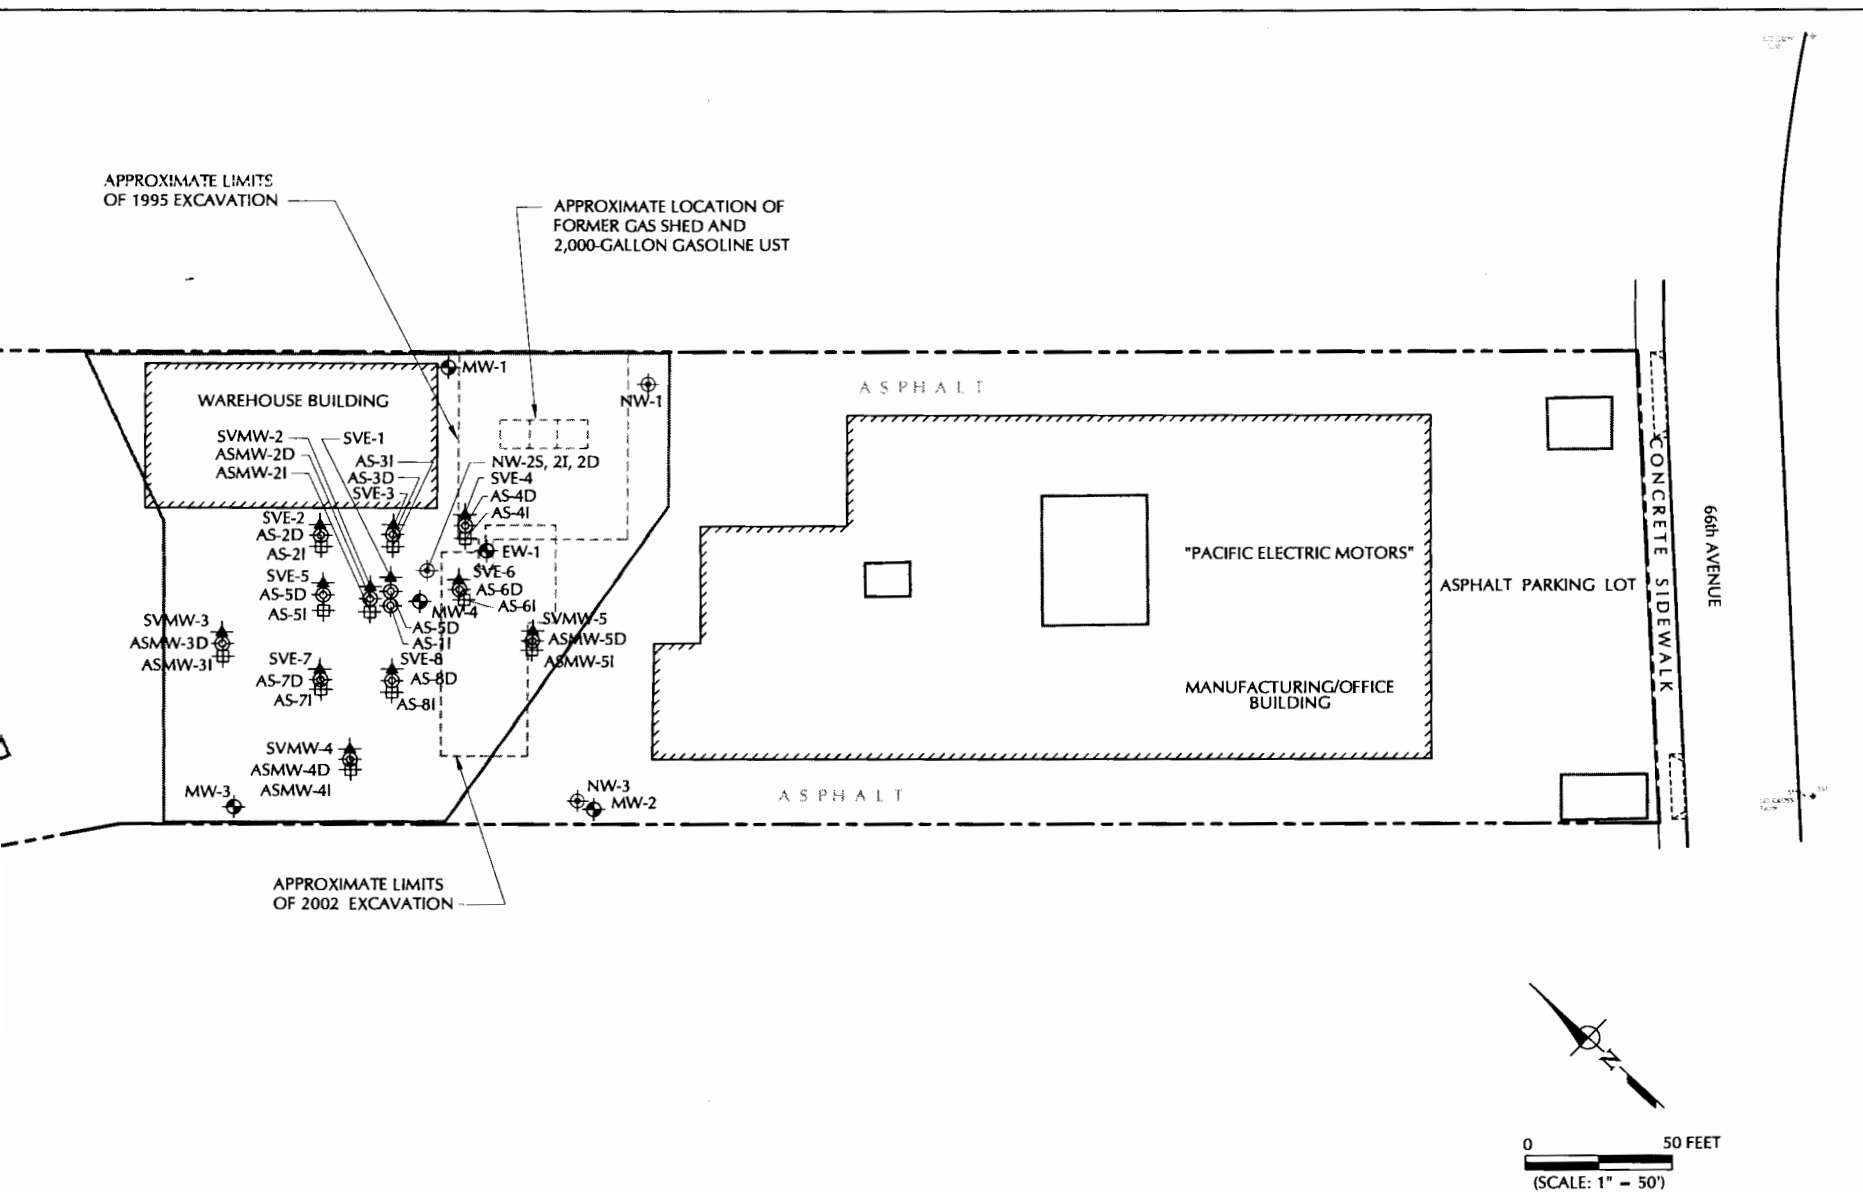 APPROXIMATE LIMITS
OF 1995 EXCAVATION
APPROXIMATE LOCATION OF
FORMER GAS SHED AND
2,000-GALLON GASOLINE UST
MW-1
NW-1
ASPHALT
WAREHOUSE BUILDING
SVMW-2
SVE-1
ASMW-2D
AS-3I
ASMW-2I
AS-3D
SVE-3
NW-2S, 2I, 2D
SVE-4
AS-4D
AS-4I
SVE-2
AS-2D
AS-2I
EW-1
SVE-5
AS-5D
AS-5I
SVE-6
AS-6D
AS-6I
MW-4
AS-5D
AS-1I
SVMW-3
ASMW-3D
ASMW-3I
SVMW-5
ASMW-5D
ASMW-5I
SVE-7
AS-7D
AS-7I
SVE-8
AS-8D
AS-8I
SVMW-4
ASMW-4D
ASMW-4I
MW-3
NW-3
MW-2
ASPHALT
"PACIFIC ELECTRIC MOTORS"
MANUFACTURING/OFFICE
BUILDING
ASPHALT PARKING LOT
CONCRETE SIDEWALK
66th AVENUE
APPROXIMATE LIMITS
OF 2002 EXCAVATION
N
0 50 FEET
(SCALE: 1" = 50')